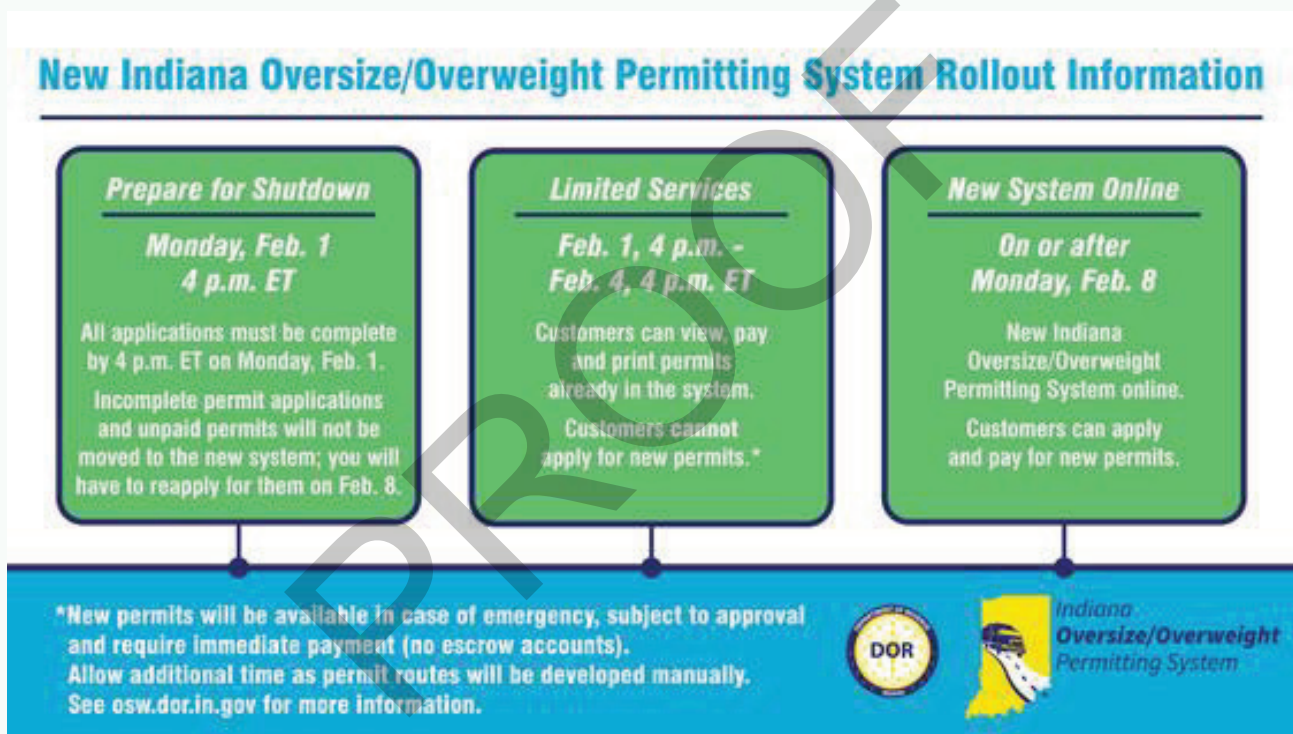 New Indiana Oversize/Overweight Permitting System Rollout Information
Prepare for Shutdown
Monday, Feb. 1
4 p.m. ET
All applications must be complete
by 4 p.m. ET on Monday, Feb. 1.
Incomplete permit applications
and unpaid permits will not be
moved to the new system; you will
have to reapply for them on Feb. 8.
Limited Services
Feb. 1, 4 p.m. -
Feb. 4, 4 p.m. ET
Customers can view, pay
and print permits
already in the system.
Customers cannot
apply for new permits.*
New System Online
On or after
Monday, Feb. 8
New Indiana
Oversize/Overweight
Permitting System online.
Customers can apply
and pay for new permits.
*New permits will be available in case of emergency, subject to approval
and require immediate payment (no escrow accounts).
Allow additional time as permit routes will be developed manually.
See osw.dor.in.gov for more information.
DOR
Indiana
Oversize/Overweight
Permitting System
PROOF